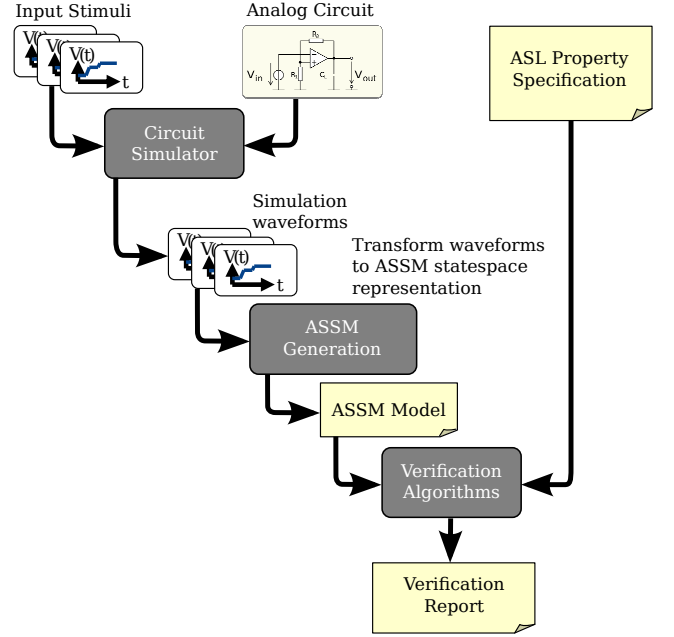 Input Stimuli
Analog Circuit
V(t)
V(t)
V(t)
t
Vin
Vout
ASL Property
Specification
Circuit
Simulator
Simulation
waveforms
V(t)
V(t)
V(t)
t
Transform waveforms
to ASSM statespace
representation
ASSM
Generation
ASSM Model
Verification
Algorithms
Verification
Report